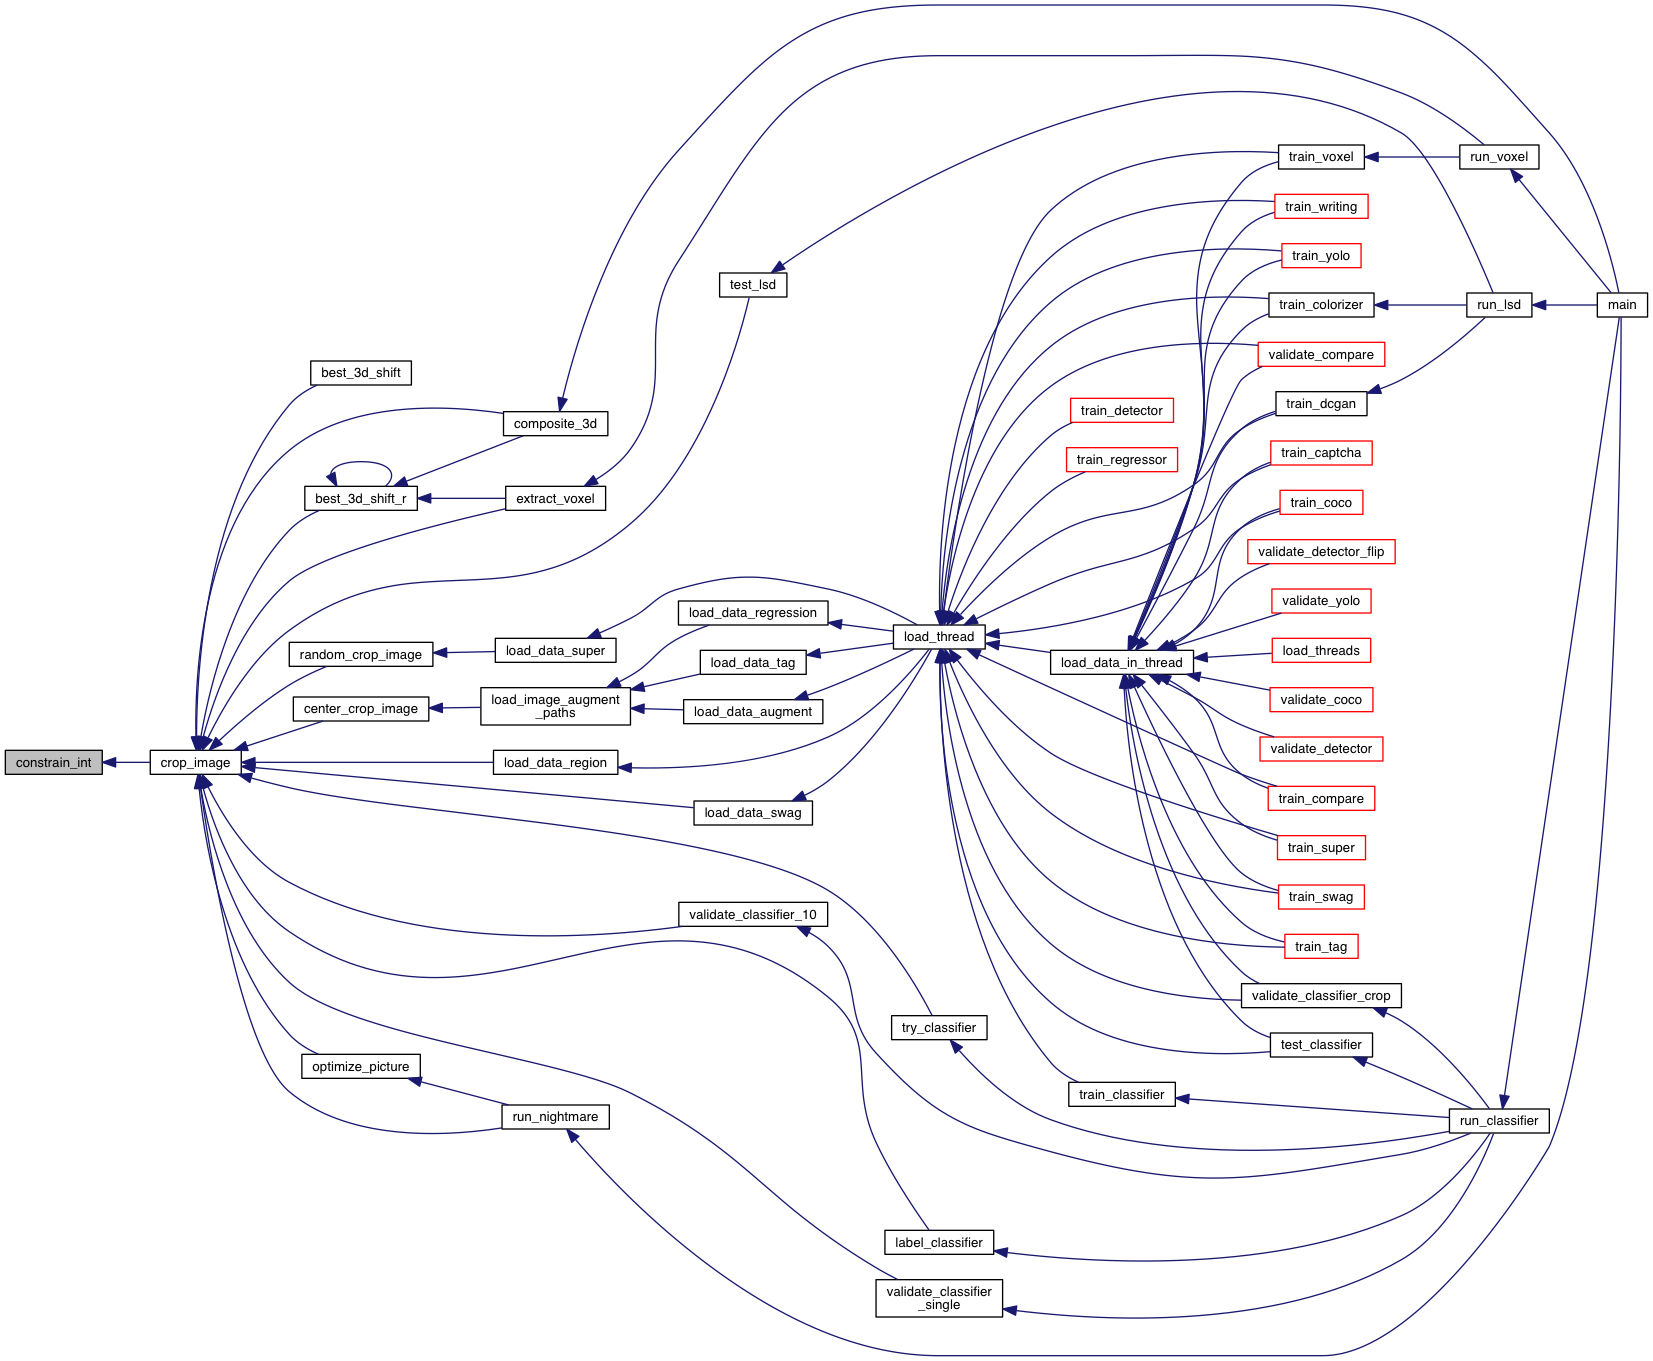 constrain_int
crop_image
best_3d_shift
best_3d_shift_r
random_crop_image
center_crop_image
optimize_picture
composite_3d
extract_voxel
load_data_super
load_image_augment
_paths
load_data_region
run_nightmare
test_lsd
load_data_regression
load_data_tag
load_data_augment
load_data_swag
validate_classifier_10
load_thread
try_classifier
label_classifier
validate_classifier
_single
train_detector
train_regressor
load_data_in_thread
train_classifier
train_voxel
train_writing
train_yolo
train_colorizer
validate_compare
train_dcgan
train_captcha
train_coco
validate_detector_flip
validate_yolo
load_threads
validate_coco
validate_detector
train_compare
train_super
train_swag
train_tag
validate_classifier_crop
test_classifier
run_voxel
run_lsd
run_classifier
main